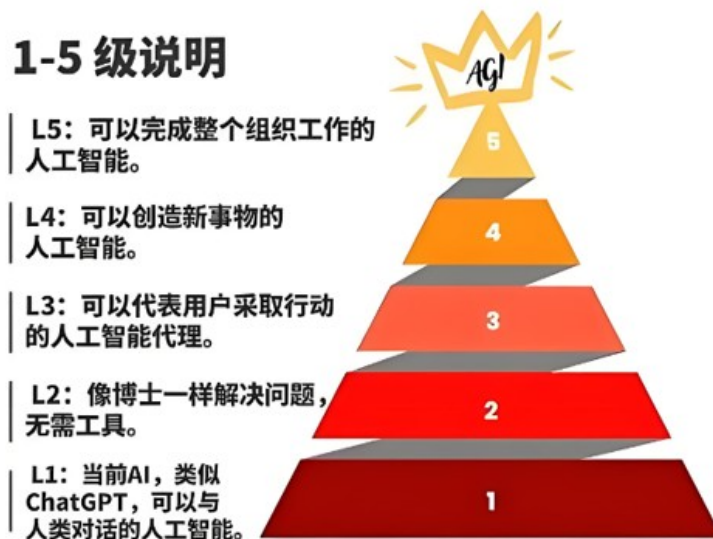 1-5 级说明
AGI
L5：可以完成整个组织工作的
人工智能。
5
L4：可以创造新事物的
人工智能。
4
L3：可以代表用户采取行动
的人工智能代理。
3
L2：像博士一样解决问题，
无需工具。
2
L1：当前AI，类似
ChatGPT，可以与
人类对话的人工智能。
1